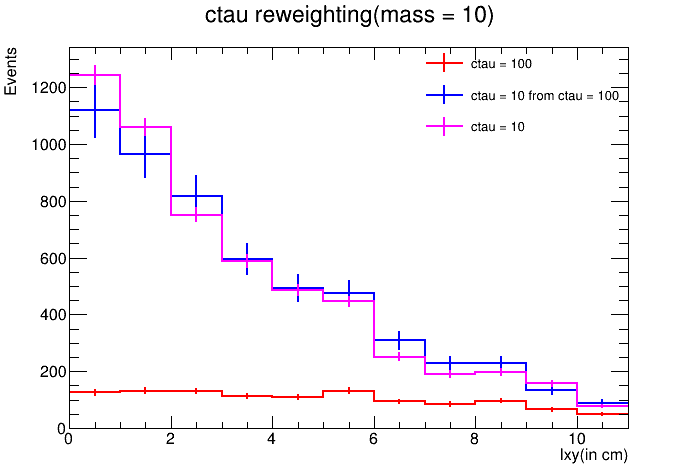 ctau reweighting(mass = 10)
Events
ctau = 100
ctau = 10 from ctau = 100
ctau = 10
1200
1000
800
600
400
200
0
0 2 4 6 8 10
lxy(in cm)